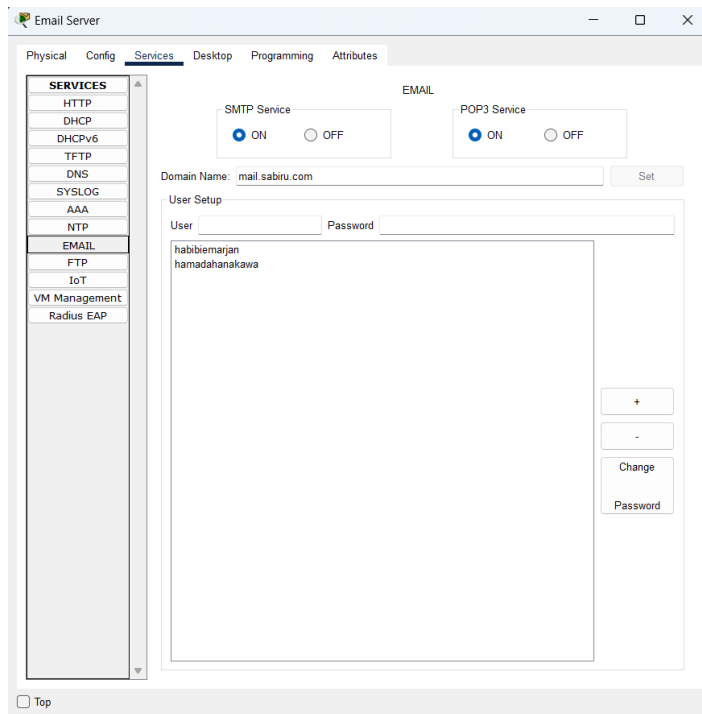 Email Server
Physical Config Services Desktop Programming Attributes
SERVICES
HTTP
DHCP
DHCPv6
TFTP
DNS
SYSLOG
AAA
NTP
EMAIL
FTP
IoT
VM Management
Radius EAP
EMAIL
SMTP Service
ON OFF
POP3 Service
ON OFF
Domain Name: mail.sabiru.com Set
User Setup
User Password
habibiemarjan
hamadahanakawa
+
-
Change
Password
Top